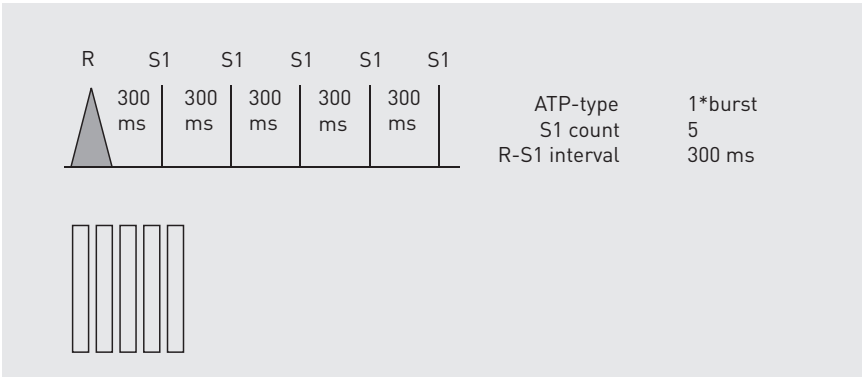 R S1 S1 S1 S1 S1
300 300 300 300 300
ms ms ms ms ms
ATP-type 1*burst
S1 count 5
R-S1 interval 300 ms